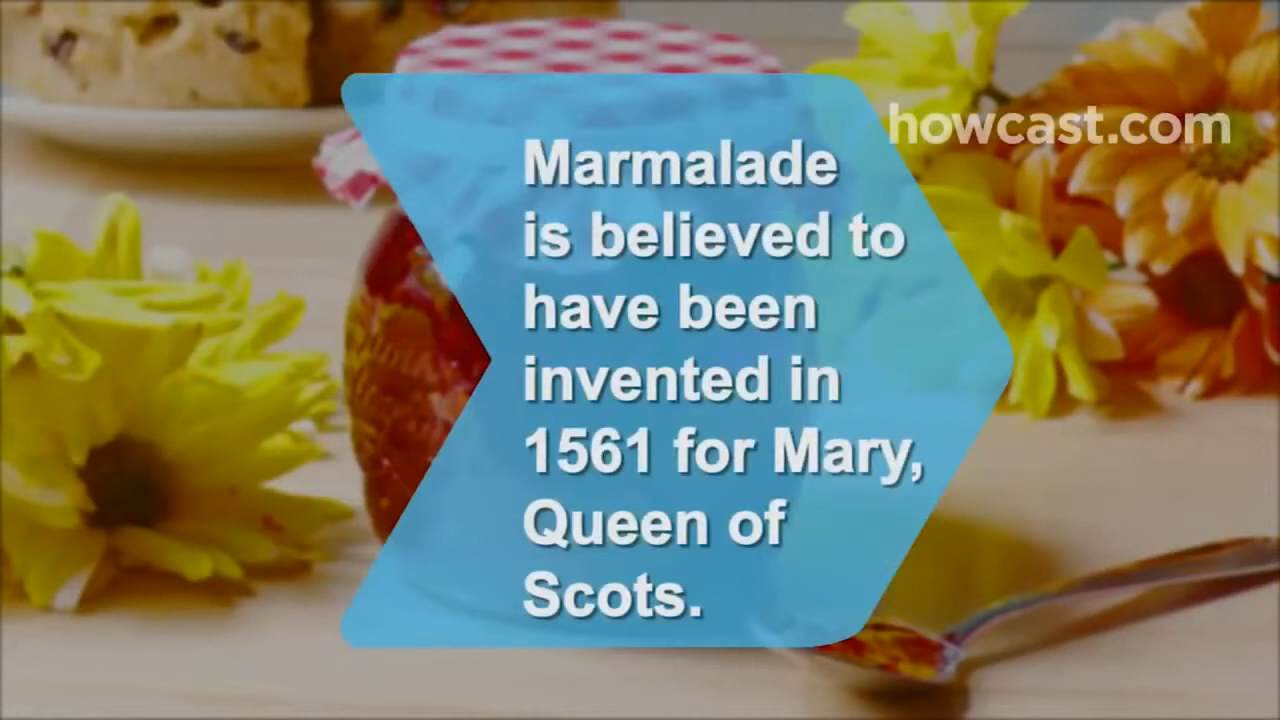 howcast.com
Marmalade
is believed to
have been
invented in
1561 for Mary,
Queen of
Scots.